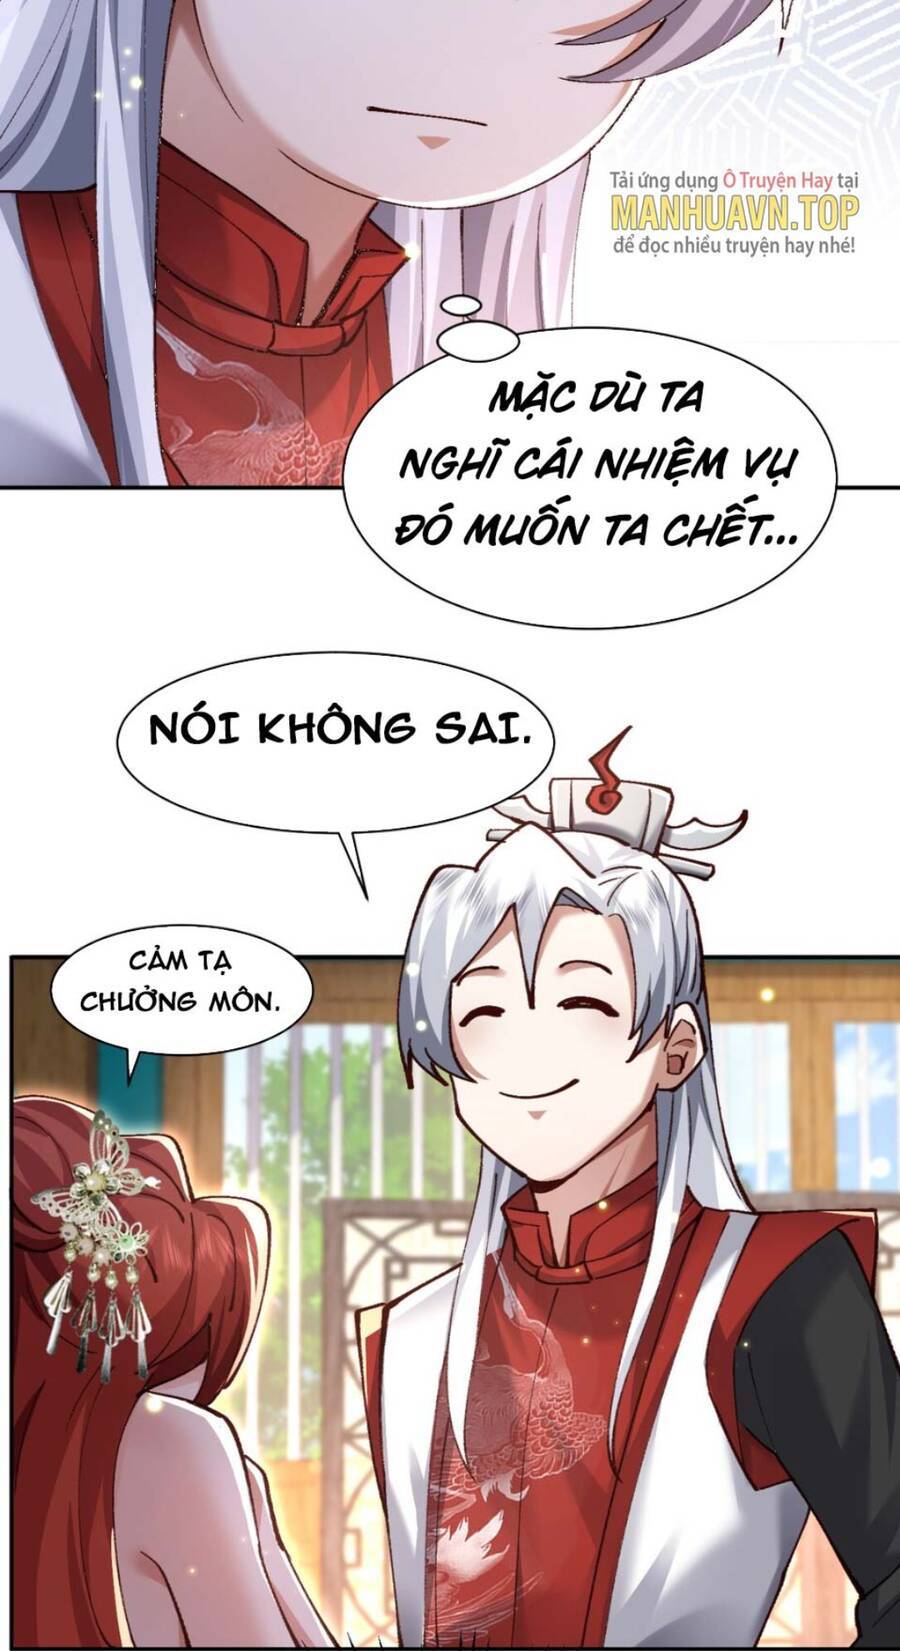 Tải ứng dụng Ô Truyện Hay tại
MANHUAVN.TOP
để đọc nhiều truyện hay nhé!
MẶC DÙ TA
NGHĨ CÁI NHIỆM VỤ
ĐÓ MUỐN TA CHẾT...
NÓI KHÔNG SAI.
CẢM TẠ
CHƯỞNG MÔN.